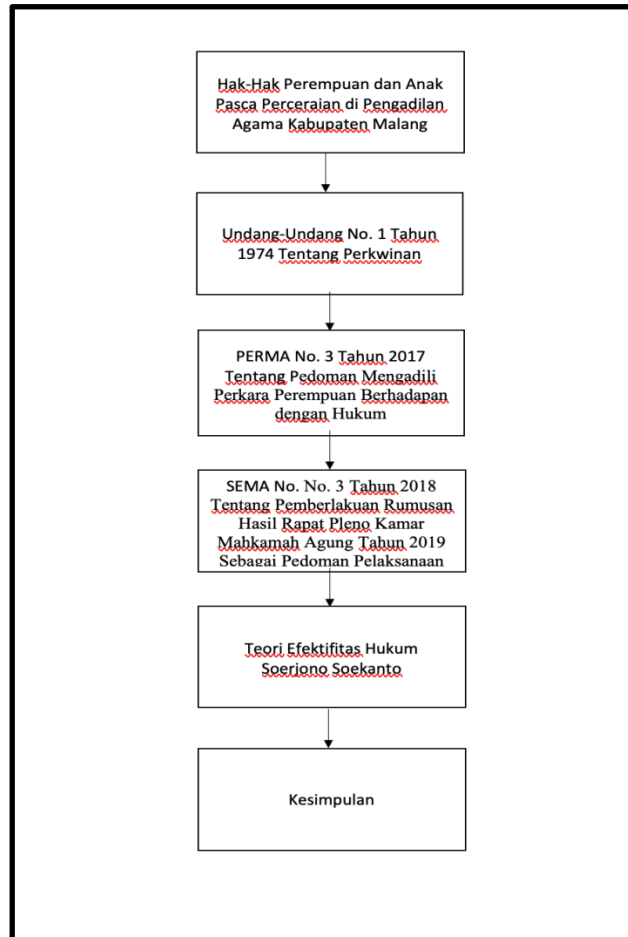 Hak-Hak Perempuan dan Anak
Pasca Perceraian di Pengadilan
Agama Kabupaten Malang
Undang-Undang No. 1 Tahun
1974 Tentang Perkwinan
PERMA No. 3 Tahun 2017
Tentang Pedoman Mengadili
Perkara Perempuan Berhadapan
dengan Hukum
SEMA No. No. 3 Tahun 2018
Tentang Pemberlakuan Rumusan
Hasil Rapat Pleno Kamar
Mahkamah Agung Tahun 2019
Sebagai Pedoman Pelaksanaan
Teori Efektifitas Hukum
Soerjono Soekanto
Kesimpulan